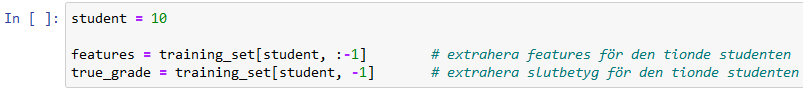 In [ ]: student = 10
features = training_set[student, :-1] # extrahera features för den tionde studenten
true_grade = training_set[student, -1] # extrahera slutbetyg för den tionde studenten